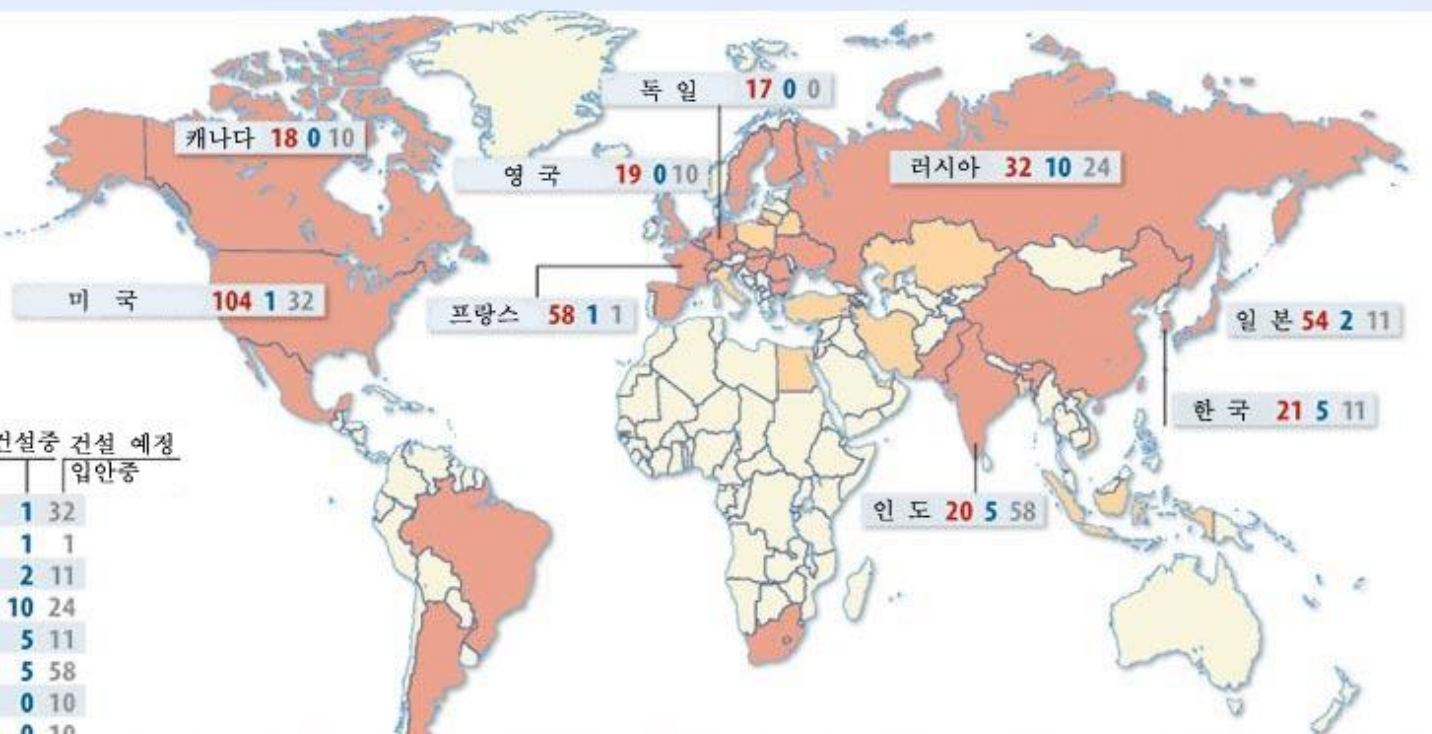 독 일 17 0 0
캐나다 18 0 10
영 국 19 0 10
러시아 32 10 24
미 국 104 1 32
프랑스 58 1 1
일 본 54 2 11
한 국 21 5 11
인 도 20 5 58
건설중 건설 예정
입안중
1 32
1 1
2 11
10 24
5 11
5 58
0 10
0 10